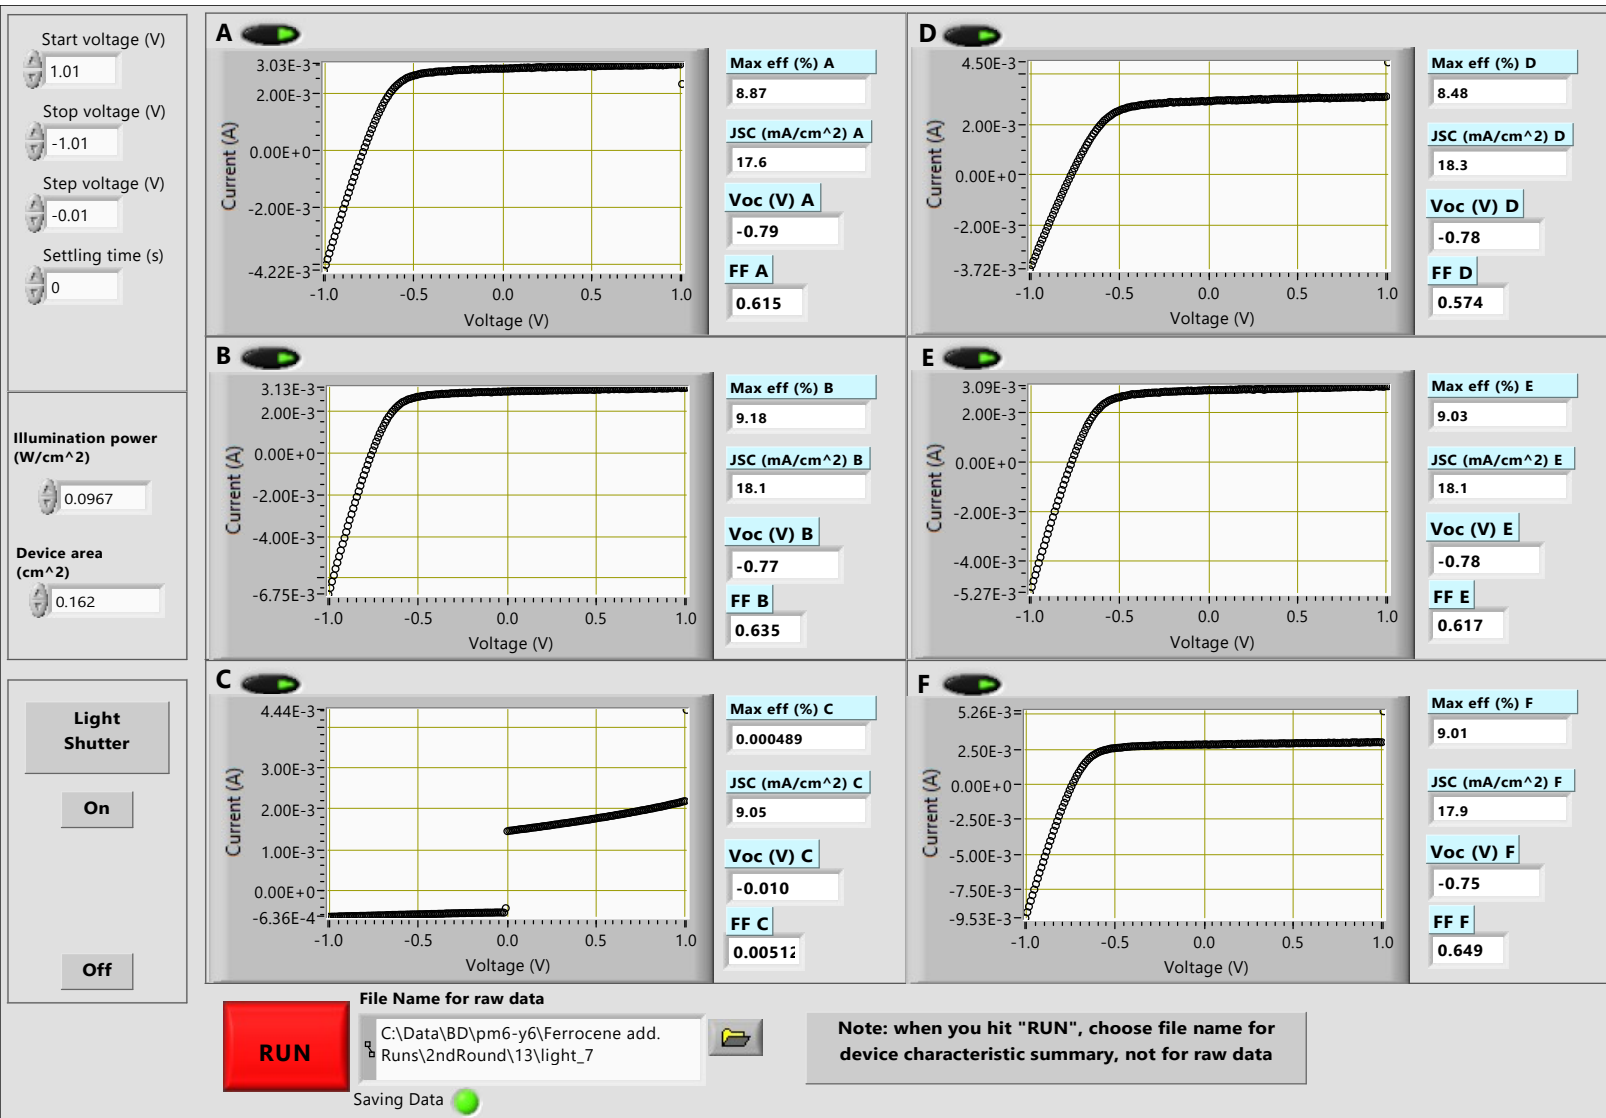 Start voltage (V)
1.01
Stop voltage (V)
-1.01
Step voltage (V)
-0.01
Settling time (s)
0
Illumination power
(W/cm^2)
0.0967
Device area
(cm^2)
0.162
Light
Shutter
On
Off
A
Current (A)
3.03E-3
2.00E-3
0.00E+0
-2.00E-3
-4.22E-3
-1.0 -0.5 0.0 0.5 1.0
Voltage (V)
Max eff (%) A
8.87
JSC (mA/cm^2) A
17.6
Voc (V) A
-0.79
FF A
0.615
D
Current (A)
4.50E-3
2.00E-3
0.00E+0
-2.00E-3
-3.72E-3
-1.0 -0.5 0.0 0.5 1.0
Voltage (V)
Max eff (%) D
8.48
JSC (mA/cm^2) D
18.3
Voc (V) D
-0.78
FF D
0.574
B
Current (A)
3.13E-3
2.00E-3
0.00E+0
-2.00E-3
-4.00E-3
-6.75E-3
-1.0 -0.5 0.0 0.5 1.0
Voltage (V)
Max eff (%) B
9.18
JSC (mA/cm^2) B
18.1
Voc (V) B
-0.77
FF B
0.635
E
Current (A)
3.09E-3
2.00E-3
0.00E+0
-2.00E-3
-4.00E-3
-5.27E-3
-1.0 -0.5 0.0 0.5 1.0
Voltage (V)
Max eff (%) E
9.03
JSC (mA/cm^2) E
18.1
Voc (V) E
-0.78
FF E
0.617
C
Current (A)
4.44E-3
3.00E-3
2.00E-3
1.00E-3
0.00E+0
-6.36E-4
-1.0 -0.5 0.0 0.5 1.0
Voltage (V)
Max eff (%) C
0.000489
JSC (mA/cm^2) C
9.05
Voc (V) C
-0.010
FF C
0.00512
F
Current (A)
5.26E-3
2.50E-3
0.00E+0
-2.50E-3
-5.00E-3
-7.50E-3
-9.53E-3
-1.0 -0.5 0.0 0.5 1.0
Voltage (V)
Max eff (%) F
9.01
JSC (mA/cm^2) F
17.9
Voc (V) F
-0.75
FF F
0.649
RUN
File Name for raw data
C:\Data\BD\pm6-y6\Ferrocene add.
Runs\2ndRound\13\light_7
Saving Data
Note: when you hit "RUN", choose file name for
device characteristic summary, not for raw data